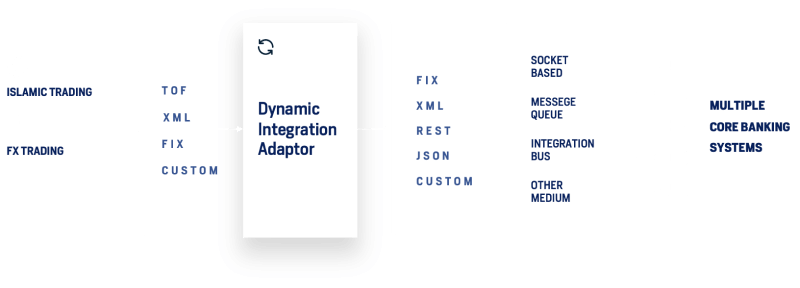 ISLAMIC TRADING
FX TRADING
TOF
XML
FIX
CUSTOM
Dynamic
Integration
Adaptor
FIX
XML
REST
JSON
CUSTOM
SOCKET
BASED
MESSEGE
QUEUE
INTEGRATION
BUS
OTHER
MEDIUM
MULTIPLE
CORE BANKING
SYSTEMS